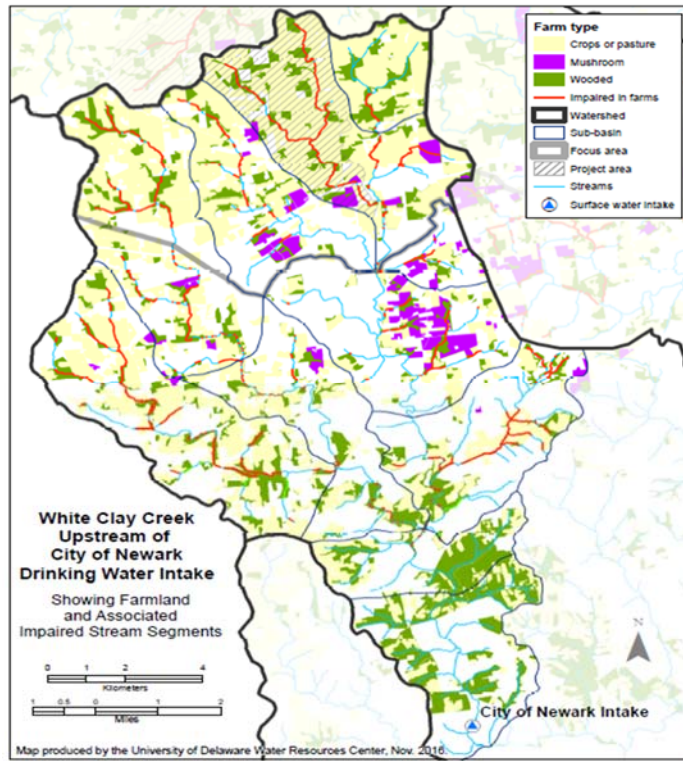 Farm type
Crops or pasture
Mushroom
Wooded
Impaired in farms
Watershed
Sub-basin
Focus area
Project area
Streams
Surface water intake
White Clay Creek
Upstream of
City of Newark
Drinking Water Intake
Showing Farmland
and Associated
Impaired Stream Segments
0 1 2 4
Kilometers
1 0.5 0 1 2
Miles
N
City of Newark Intake
Map produced by the University of Delaware Water Resources Center, Nov. 2016